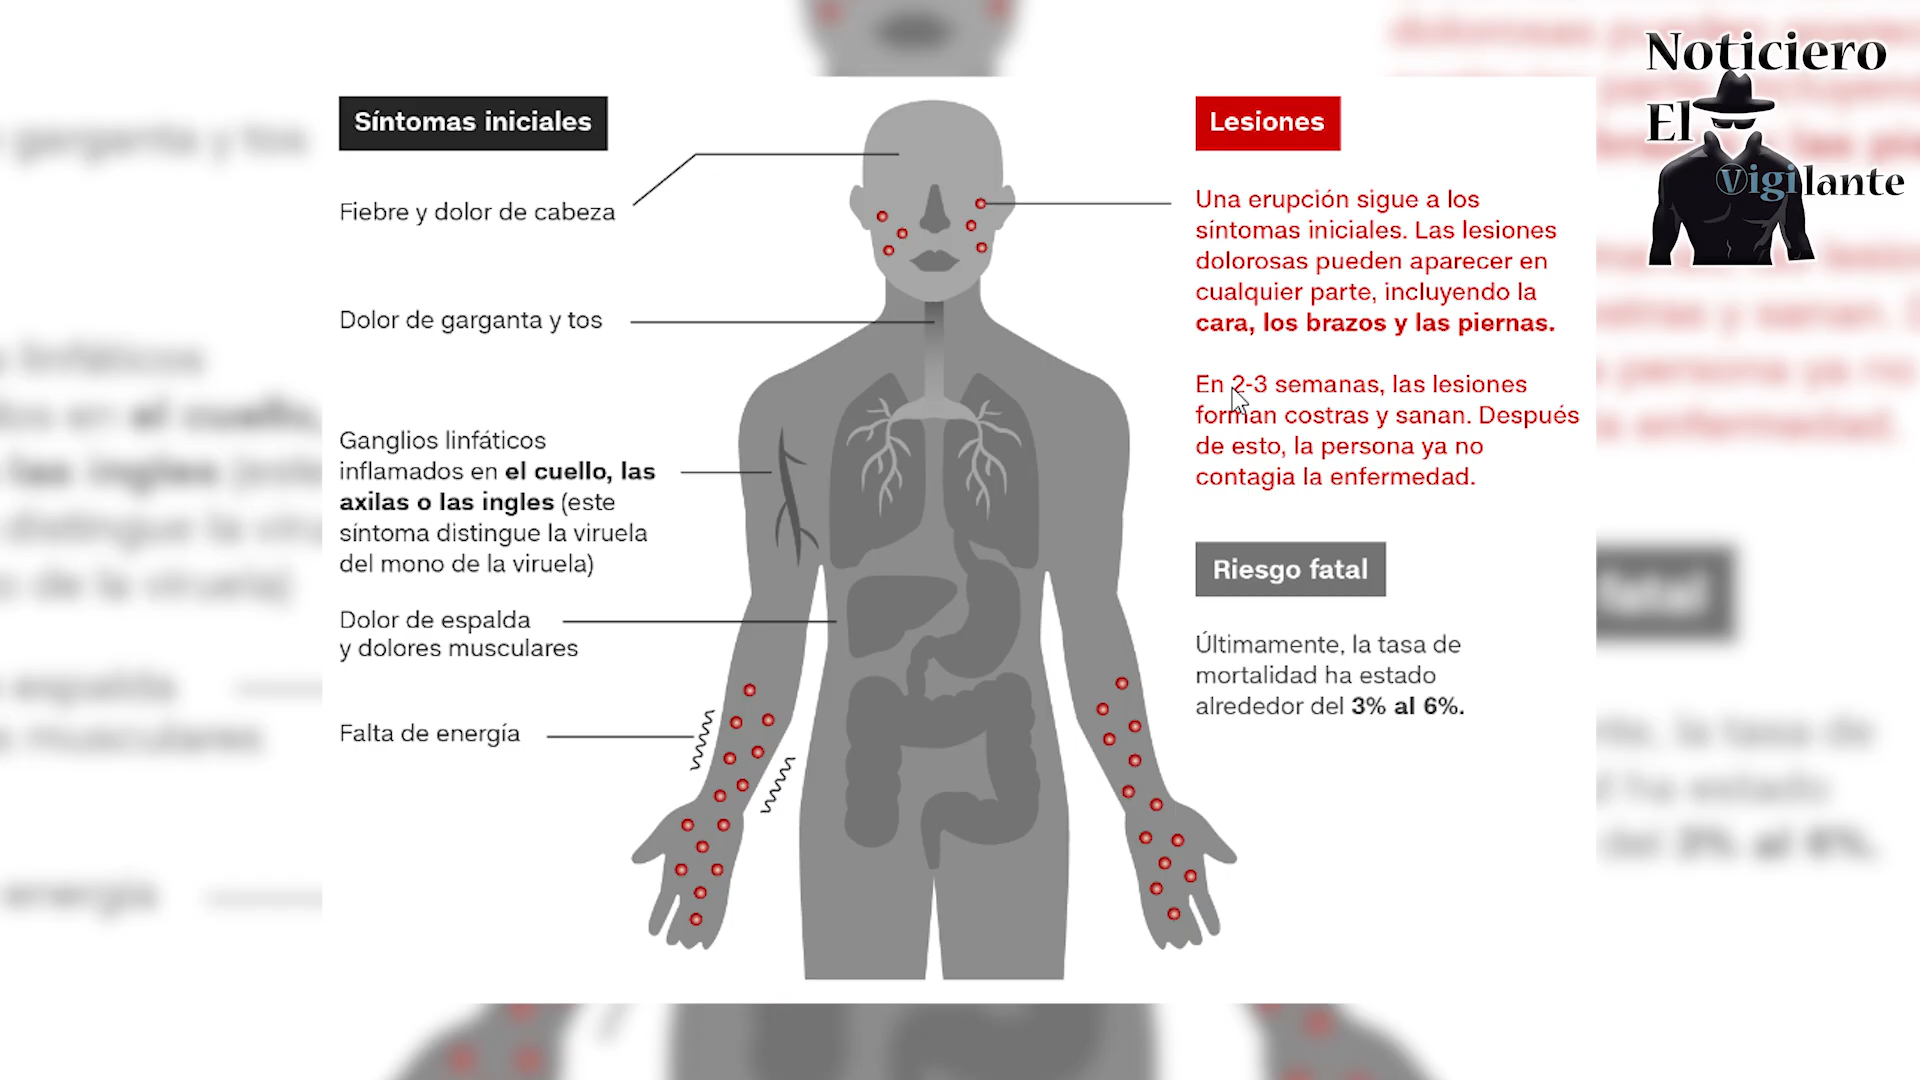 Noticiero
El
Vigilante
Síntomas iniciales
Fiebre y dolor de cabeza
Dolor de garganta y tos
Ganglios linfáticos
inflamados en el cuello, las
axilas o las ingles (este
síntoma distingue la viruela
del mono de la viruela)
Dolor de espalda
y dolores musculares
Falta de energía
Lesiones
Una erupción sigue a los
síntomas iniciales. Las lesiones
dolorosas pueden aparecer en
cualquier parte, incluyendo la
cara, los brazos y las piernas.
En 2-3 semanas, las lesiones
forman costras y sanan. Después
de esto, la persona ya no
contagia la enfermedad.
Riesgo fatal
Últimamente, la tasa de
mortalidad ha estado
alrededor del 3% al 6%.